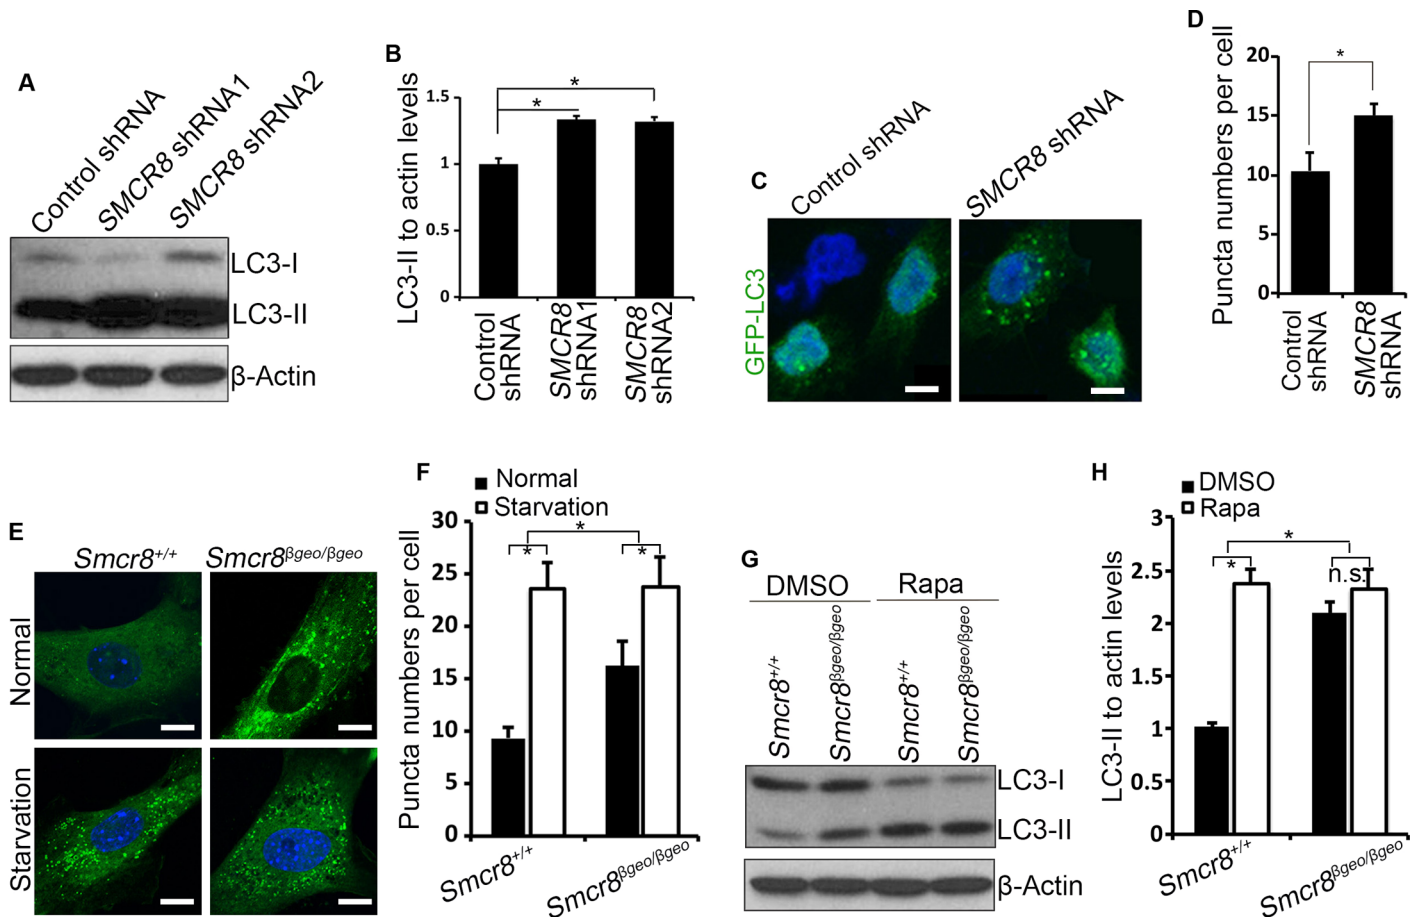 A
Control shRNA
SMCR8 shRNA1
SMCR8 shRNA2
LC3-I
LC3-II
β-Actin
B
LC3-II to actin levels
1.5
1
0.5
0
*
*
Control shRNA
SMCR8 shRNA1
SMCR8 shRNA2
C
Control shRNA
SMCR8 shRNA
GFP-LC3
D
Puncta numbers per cell
20
15
10
5
0
*
Control shRNA
SMCR8 shRNA
E
Smcr8+/+
Smcr8βgeo/βgeo
Normal
Starvation
F
Normal
Starvation
Puncta numbers per cell
30
25
20
15
10
5
0
*
*
*
Smcr8+/+
Smcr8βgeo/βgeo
G
DMSO
Rapa
Smcr8+/+
Smcr8βgeo/βgeo
Smcr8+/+
Smcr8βgeo/βgeo
LC3-I
LC3-II
β-Actin
H
DMSO
Rapa
LC3-II to actin levels
3
2.5
2
1.5
1
0.5
0
*
*
n.s.
Smcr8+/+
Smcr8βgeo/βgeo